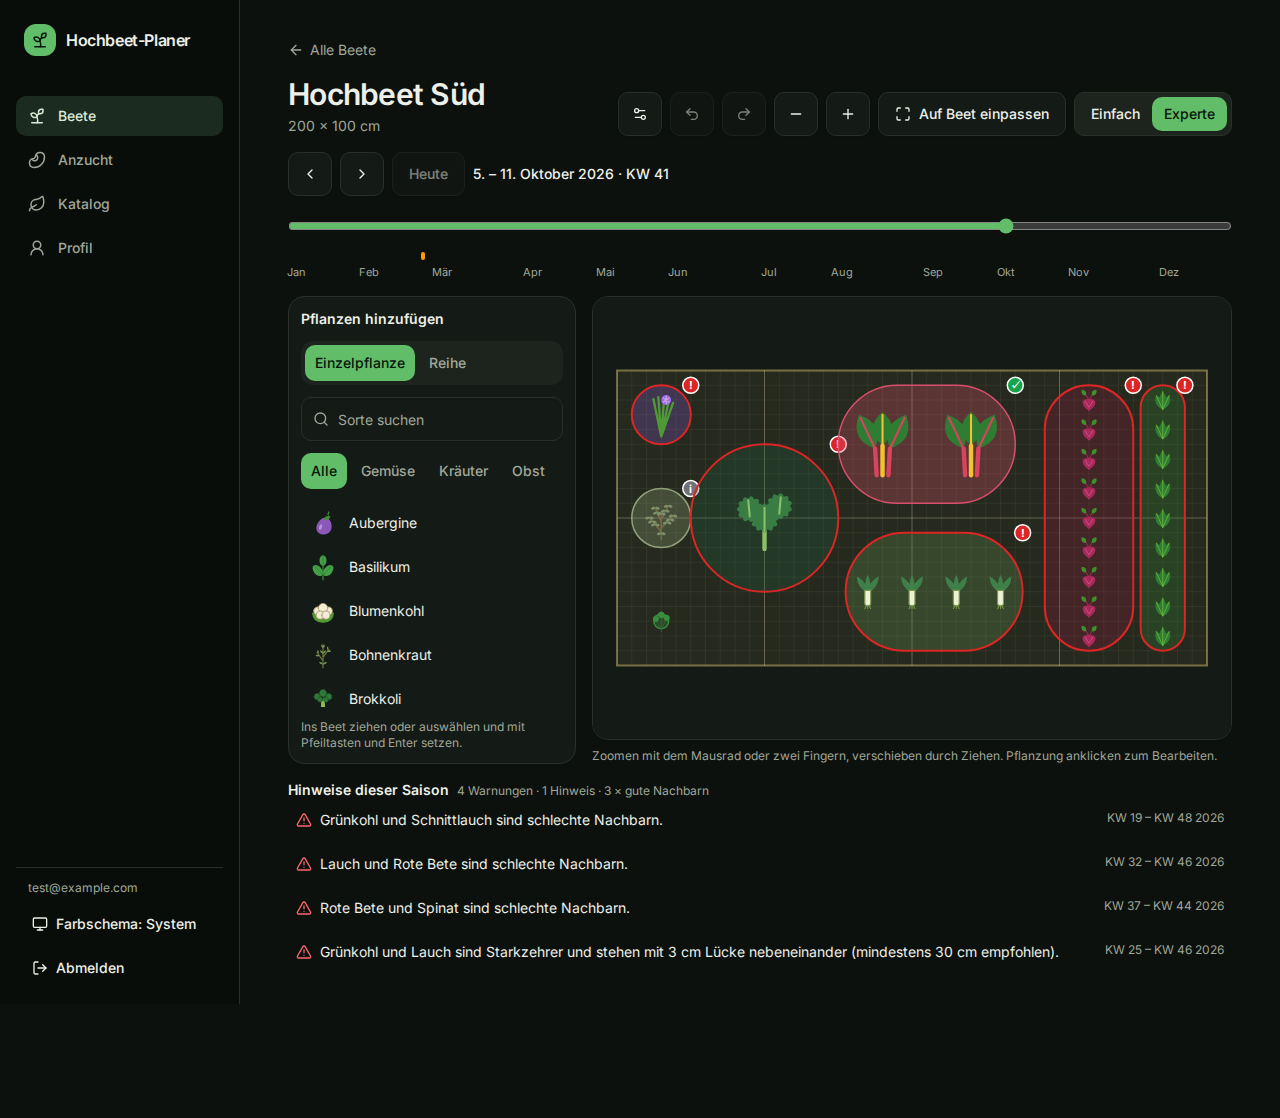 Hochbeet-Planer
Beete
Anzucht
Katalog
Profil
test@example.com
Farbschema: System
Abmelden
Alle Beete
Hochbeet Süd
200 × 100 cm
Auf Beet einpassen
Einfach
Experte
Heute
5. – 11. Oktober 2026 · KW 41
Jan Feb Mär Apr Mai Jun Jul Aug Sep Okt Nov Dez
Pflanzen hinzufügen
Einzelpflanze
Reihe
Sorte suchen
Alle
Gemüse
Kräuter
Obst
Aubergine
Basilikum
Blumenkohl
Bohnenkraut
Brokkoli
Ins Beet ziehen oder auswählen und mit
Pfeiltasten und Enter setzen.
Zoomen mit dem Mausrad oder zwei Fingern, verschieben durch Ziehen. Pflanzung anklicken zum Bearbeiten.
Hinweise dieser Saison 4 Warnungen · 1 Hinweis · 3 × gute Nachbarn
Grünkohl und Schnittlauch sind schlechte Nachbarn. KW 19 – KW 48 2026
Lauch und Rote Bete sind schlechte Nachbarn. KW 32 – KW 46 2026
Rote Bete und Spinat sind schlechte Nachbarn. KW 37 – KW 44 2026
Grünkohl und Lauch sind Starkzehrer und stehen mit 3 cm Lücke nebeneinander (mindestens 30 cm empfohlen). KW 25 – KW 46 2026